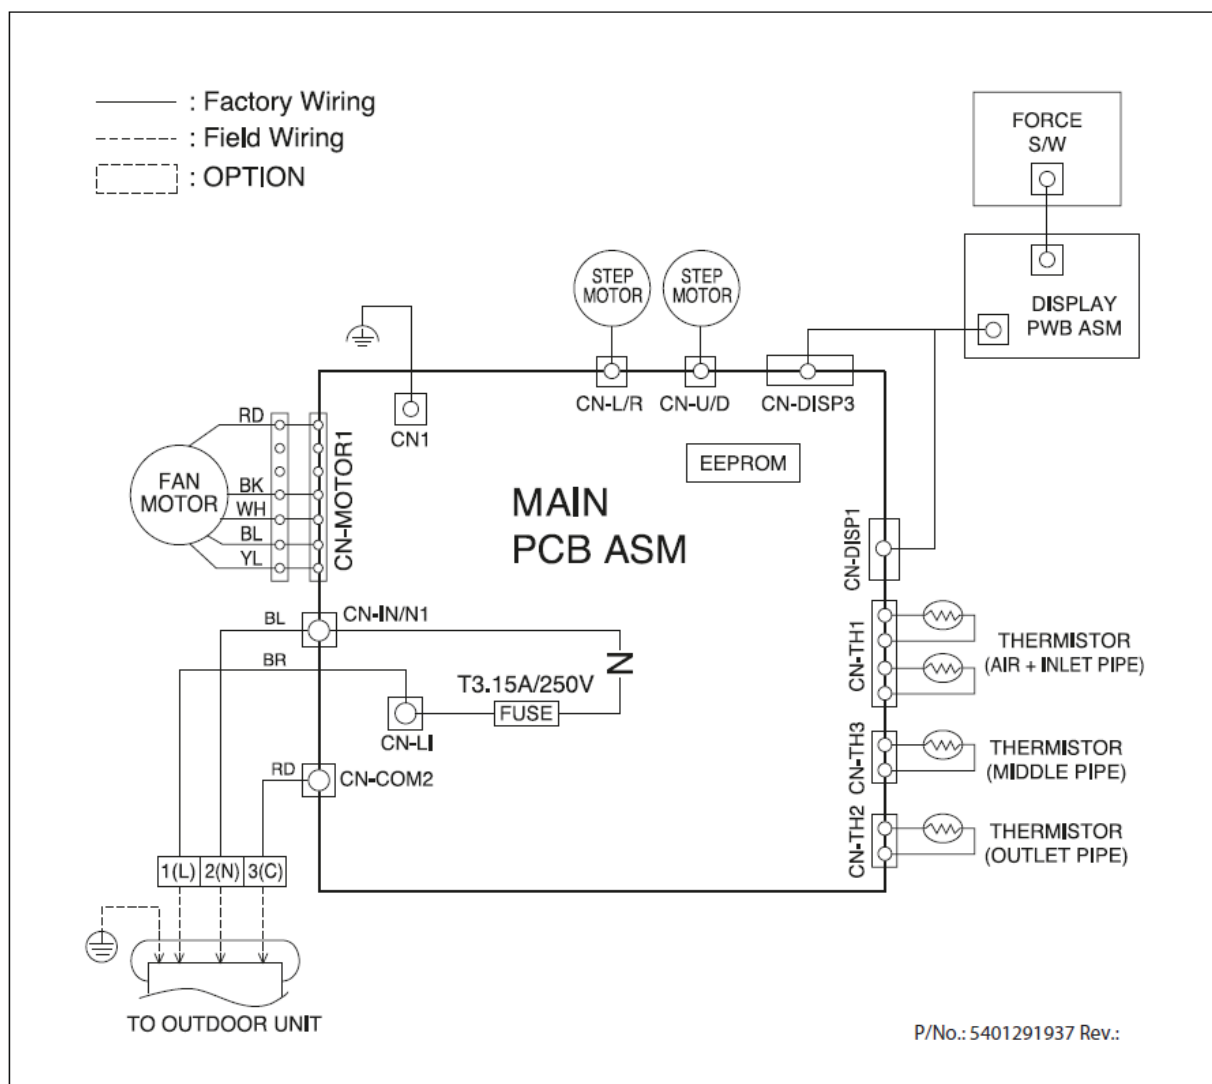 : Factory Wiring
: Field Wiring
: OPTION
FORCE
S/W
DISPLAY
PWB ASM
STEP
MOTOR
STEP
MOTOR
CN-L/R
CN-U/D
CN-DISP3
CN1
EEPROM
RD
FAN
MOTOR
BK
WH
BL
YL
CN-MOTOR1
MAIN
PCB ASM
CN-DISP1
BL
CN-IN/N1
BR
N
T3.15A/250V
FUSE
CN-LI
RD
CN-COM2
CN-TH1
THERMISTOR
(AIR + INLET PIPE)
CN-TH3
THERMISTOR
(MIDDLE PIPE)
CN-TH2
THERMISTOR
(OUTLET PIPE)
1(L) 2(N) 3(C)
TO OUTDOOR UNIT
P/No.: 5401291937 Rev.: